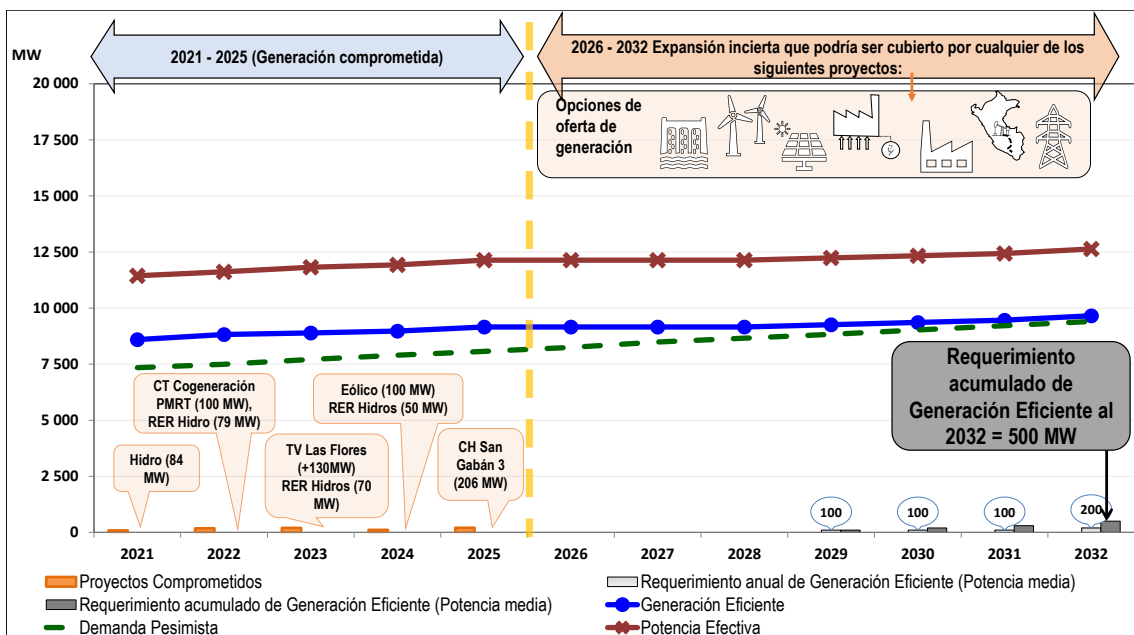 MW
2021 - 2025 (Generación comprometida)
2026 - 2032 Expansión incierta que podría ser cubierto por cualquier de los
siguientes proyectos:
Opciones de
oferta de
generación
20 000
17 500
15 000
12 500
10 000
7 500
5 000
2 500
0
Hidro (84
MW)
CT Cogeneración
PMRT (100 MW),
RER Hidro (79 MW)
TV Las Flores
(+130MW)
RER Hidros (70
MW)
Eólico (100 MW)
RER Hidros (50 MW)
CH San
Gabán 3
(206 MW)
Requerimiento
acumulado de
Generación Eficiente al
2032 = 500 MW
100
100
100
200
2021
2022
2023
2024
2025
2026
2027
2028
2029
2030
2031
2032
Proyectos Comprometidos
Requerimiento anual de Generación Eficiente (Potencia media)
Requerimiento acumulado de Generación Eficiente (Potencia media)
Generación Eficiente
Demanda Pesimista
Potencia Efectiva